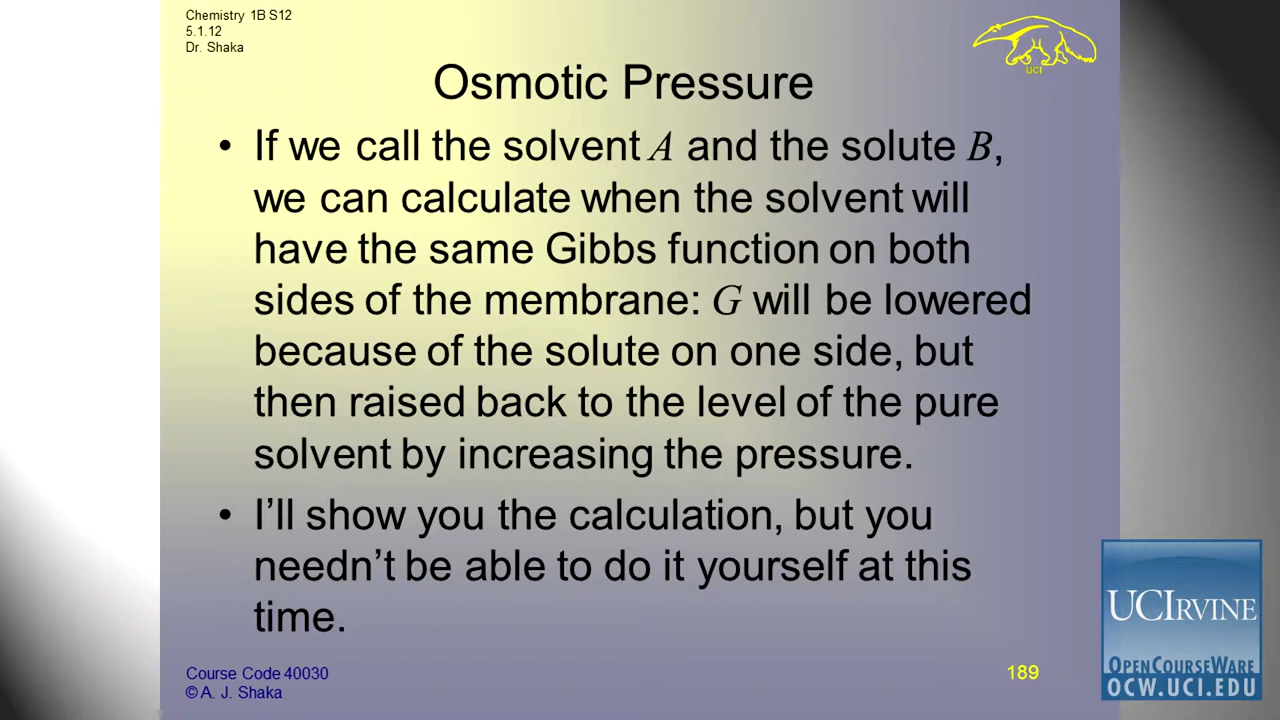 Chemistry 1B S12
5.1.12
Dr. Shaka
UCI
Osmotic Pressure
• If we call the solvent A and the solute B,
we can calculate when the solvent will
have the same Gibbs function on both
sides of the membrane: G will be lowered
because of the solute on one side, but
then raised back to the level of the pure
solvent by increasing the pressure.
• I’ll show you the calculation, but you
needn’t be able to do it yourself at this
time.
Course Code 40030
© A. J. Shaka
189
UCIRVINE
OPENCOURSEWARE
OCW.UCI.EDU